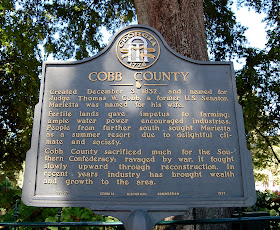 GEORGIA
1776
COBB COUNTY
Created December 3, 1832, and named for
Judge Thomas W. Cobb, a former U.S. Senator.
Marietta was named for his wife.
Fertile lands gave impetus to farming,
ample water power encouraged industries.
People from further south sought Marietta
as a summer resort due to delightful cli-
mate and society.
Cobb County sacrificed much for the Sou-
thern Confederacy; ravaged by war, it fought
slowly upward through reconstruction. In
recent years industry has brought wealth
and growth to the area.